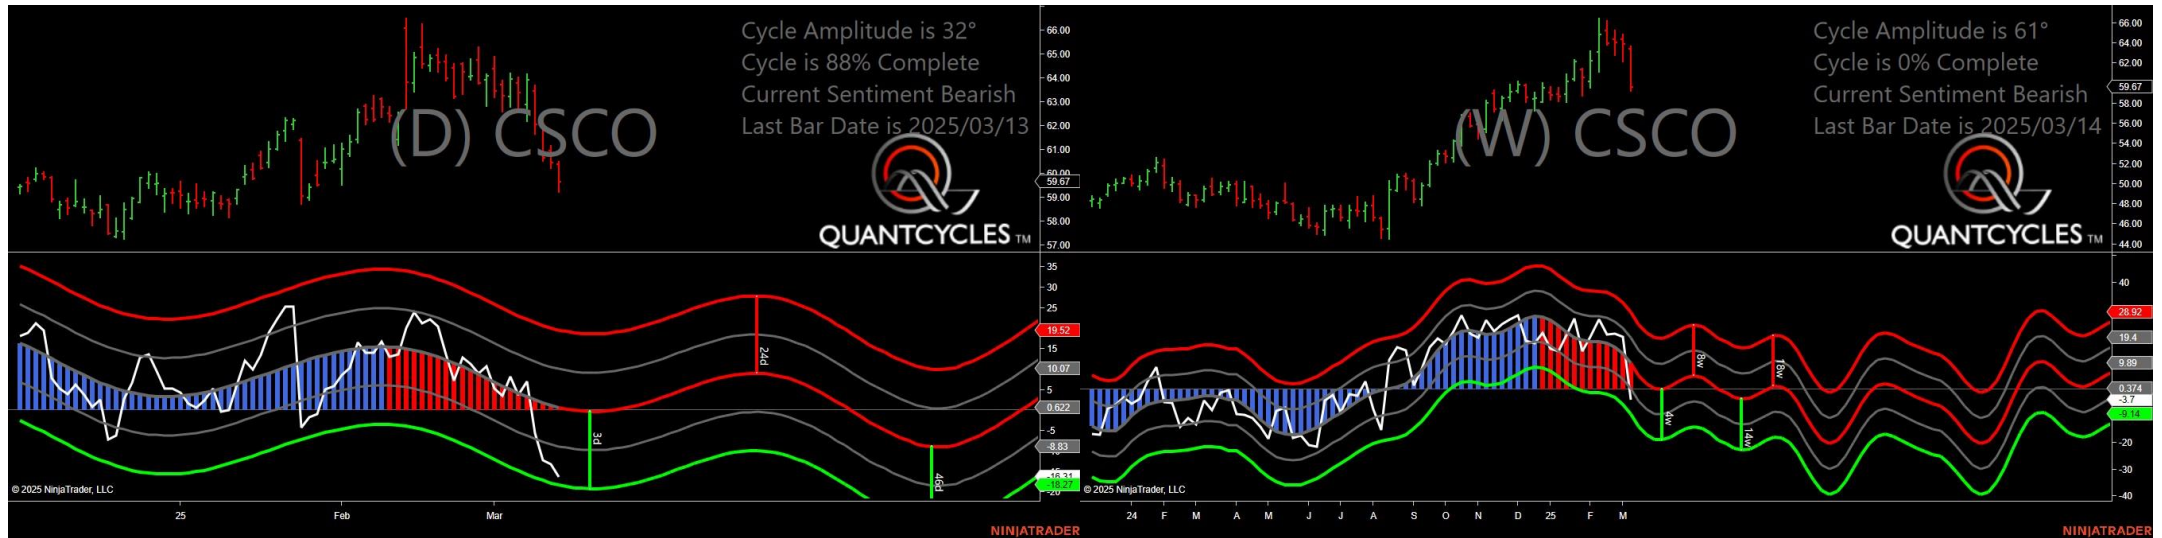 Cycle Amplitude is 32°
Cycle is 88% Complete
Current Sentiment Bearish
Last Bar Date is 2025/03/13
(D) CSCO
QUANTCYCLES TM
66.00
65.00
64.00
63.00
62.00
61.00
60.00
59.67
59.00
58.00
57.00
35
30
25
19.52
15
10.07
5
0.622
-5
-8.83
-16.31
-18.27
-20
24d
3d
46d
© 2025 NinjaTrader, LLC
25 Feb Mar
NINJATRADER
Cycle Amplitude is 61°
Cycle is 0% Complete
Current Sentiment Bearish
Last Bar Date is 2025/03/14
(W) CSCO
QUANTCYCLES TM
66.00
64.00
62.00
59.67
58.00
56.00
54.00
52.00
50.00
48.00
46.00
44.00
40
28.92
19.4
9.89
0.374
-3.7
-9.14
-20
-30
-40
8w
18w
4w
14w
© 2025 NinjaTrader, LLC
24 F M A M J J A S O N D 25 F M
NINJATRADER